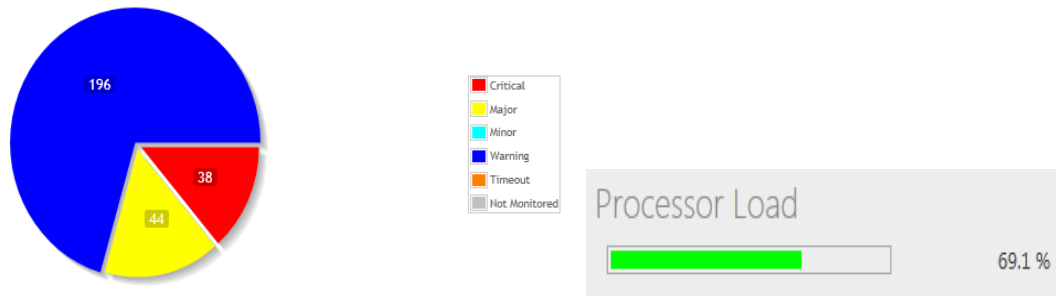 196
38
44
Critical
Major
Minor
Warning
Timeout
Not Monitored
Processor Load
69.1 %